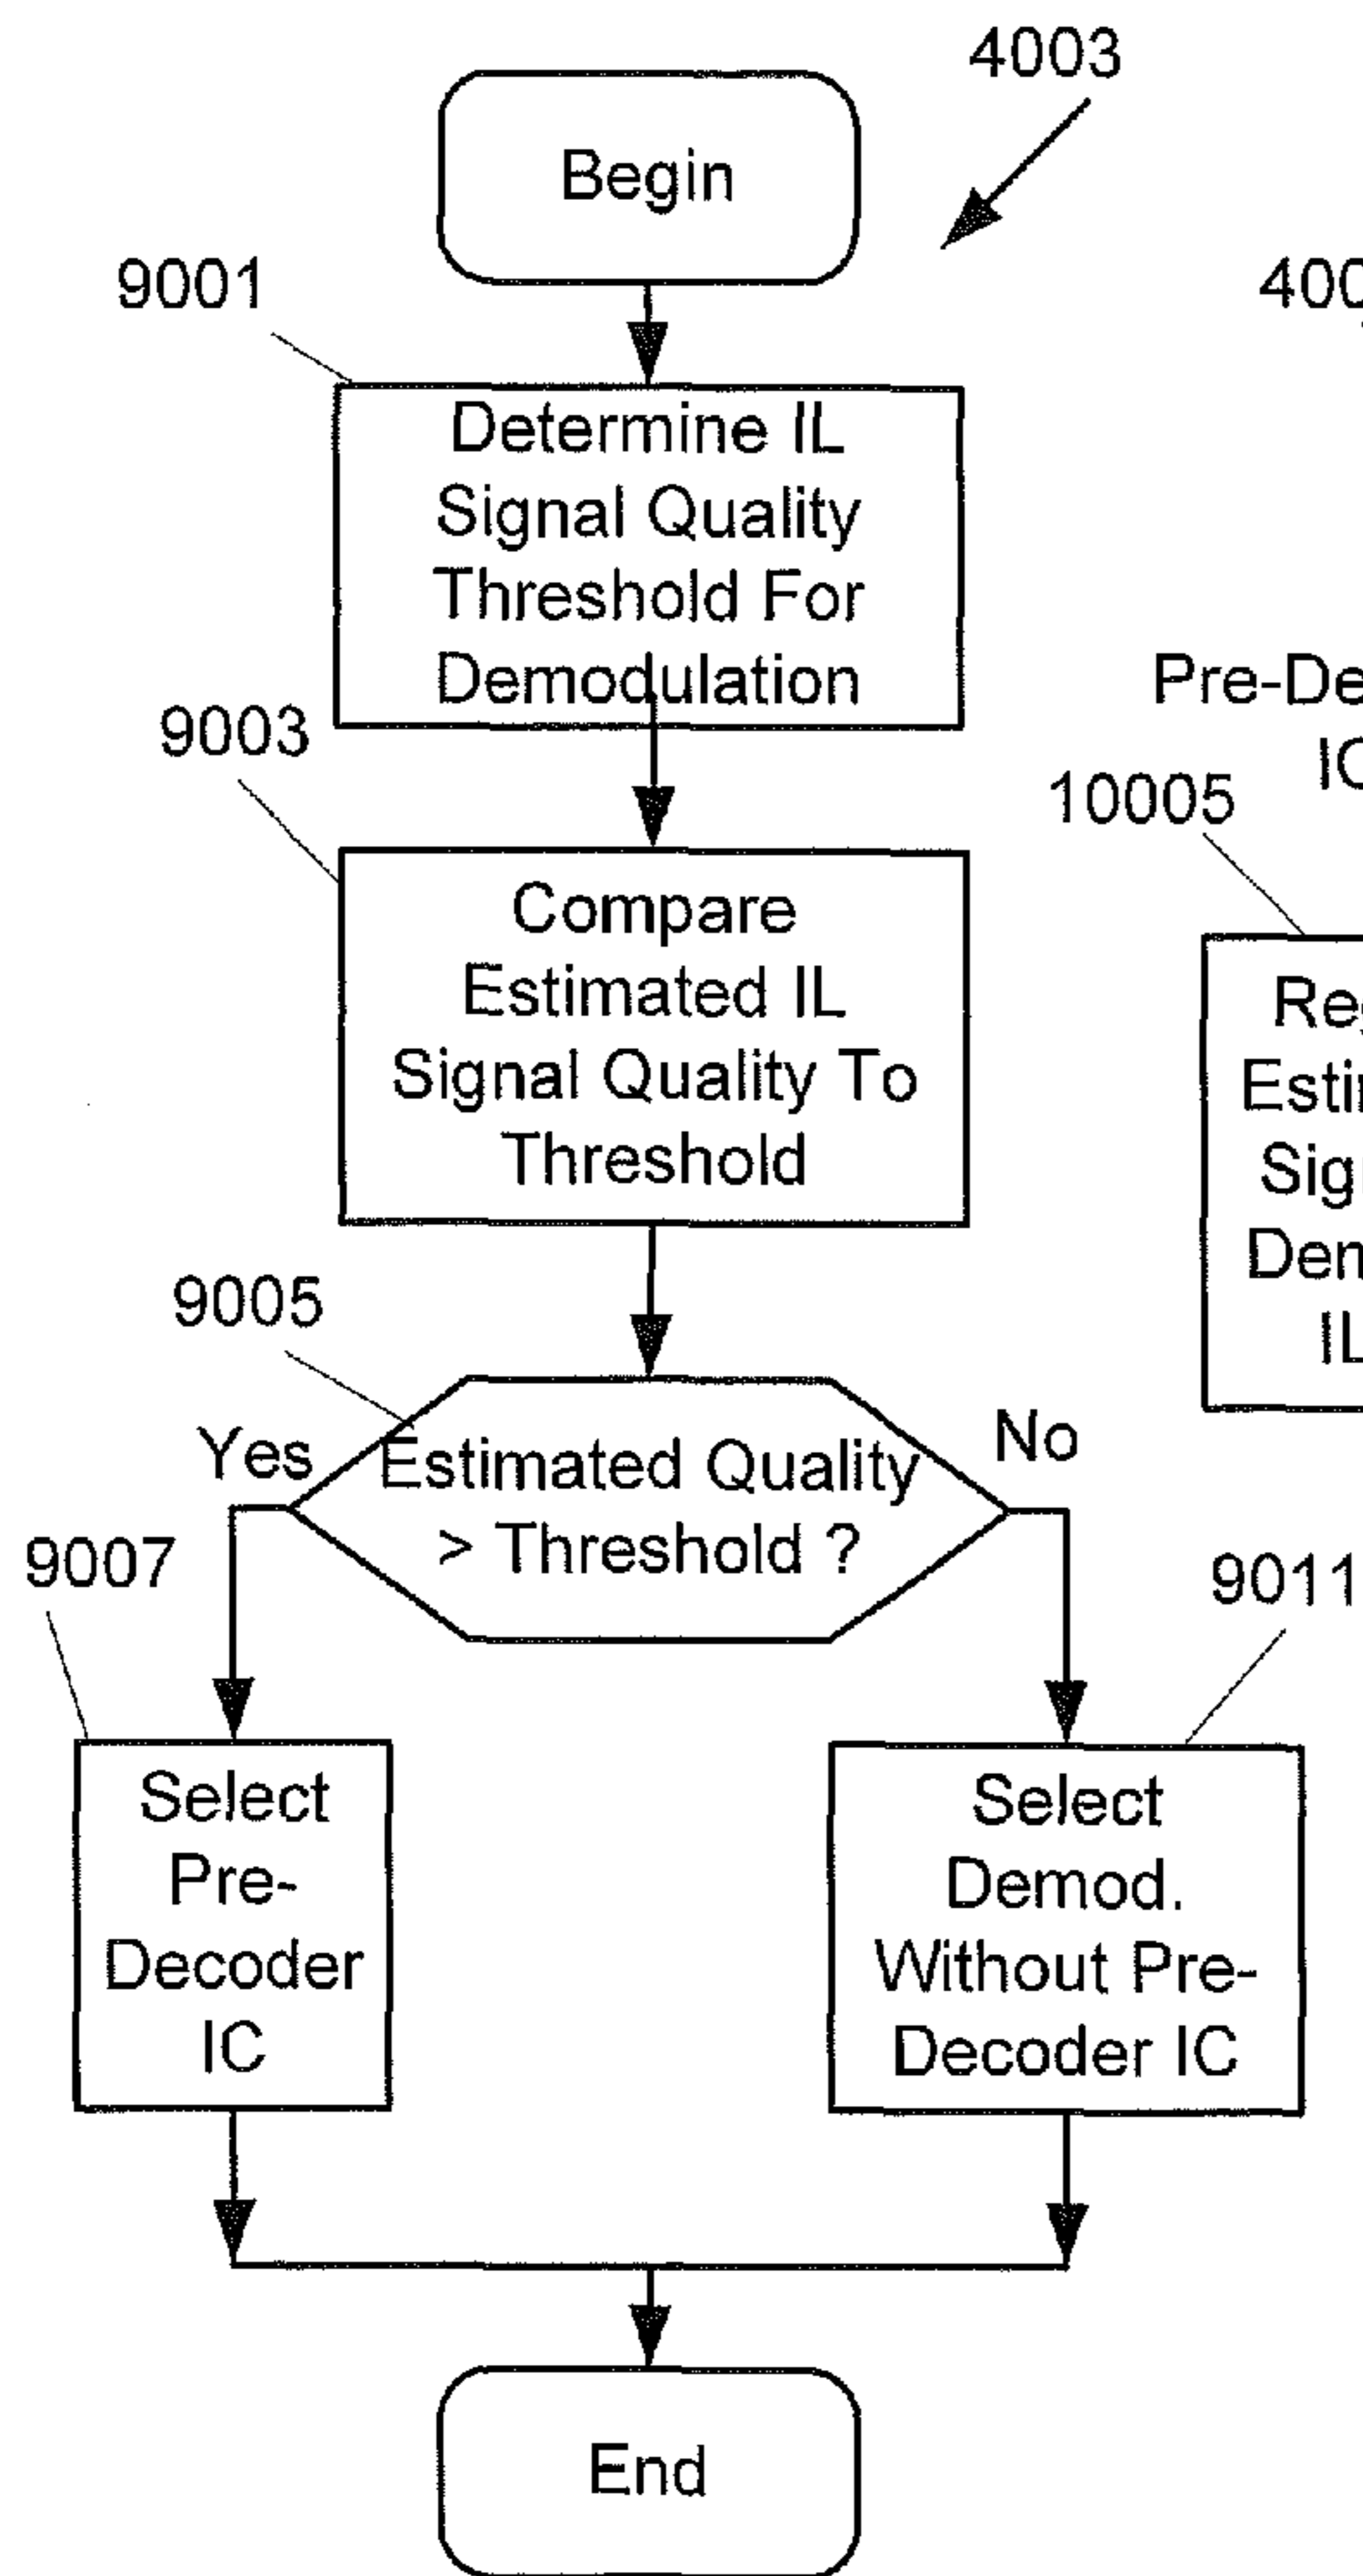 4003
Begin
9001
Determine IL
Signal Quality
Threshold For
Demodulation
9003
Compare
Estimated IL
Signal Quality To
Threshold
9005
Yes
Estimated Quality
> Threshold ?
No
9007
Select
Pre-
Decoder
IC
9011
Select
Demod.
Without Pre-
Decoder IC
End
10005
IL